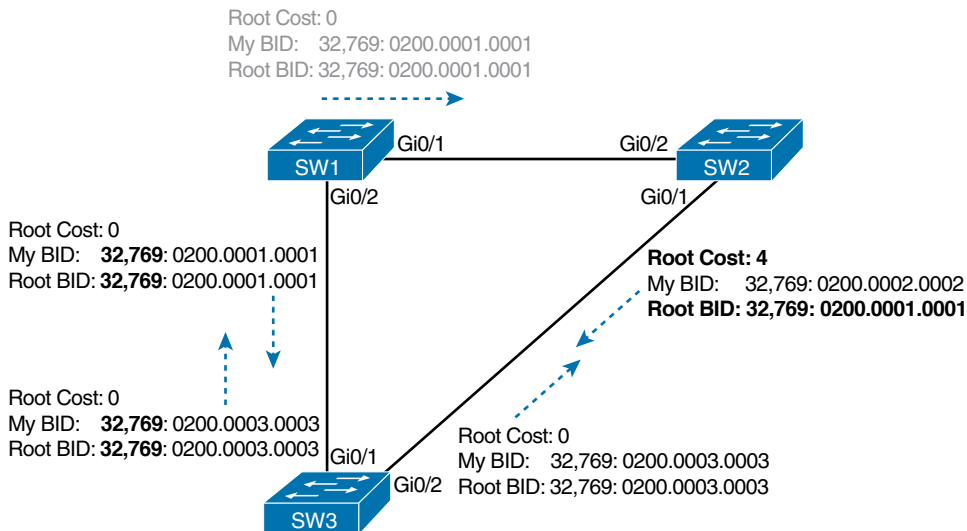 Root Cost: 0
My BID: 32,769: 0200.0001.0001
Root BID: 32,769: 0200.0001.0001
Gi0/1
Gi0/2
SW1
SW2
Gi0/2
Gi0/1
Root Cost: 0
My BID: 32,769: 0200.0001.0001
Root BID: 32,769: 0200.0001.0001
Root Cost: 4
My BID: 32,769: 0200.0002.0002
Root BID: 32,769: 0200.0001.0001
Root Cost: 0
My BID: 32,769: 0200.0003.0003
Root BID: 32,769: 0200.0003.0003
Root Cost: 0
My BID: 32,769: 0200.0003.0003
Root BID: 32,769: 0200.0003.0003
Gi0/1
Gi0/2
SW3